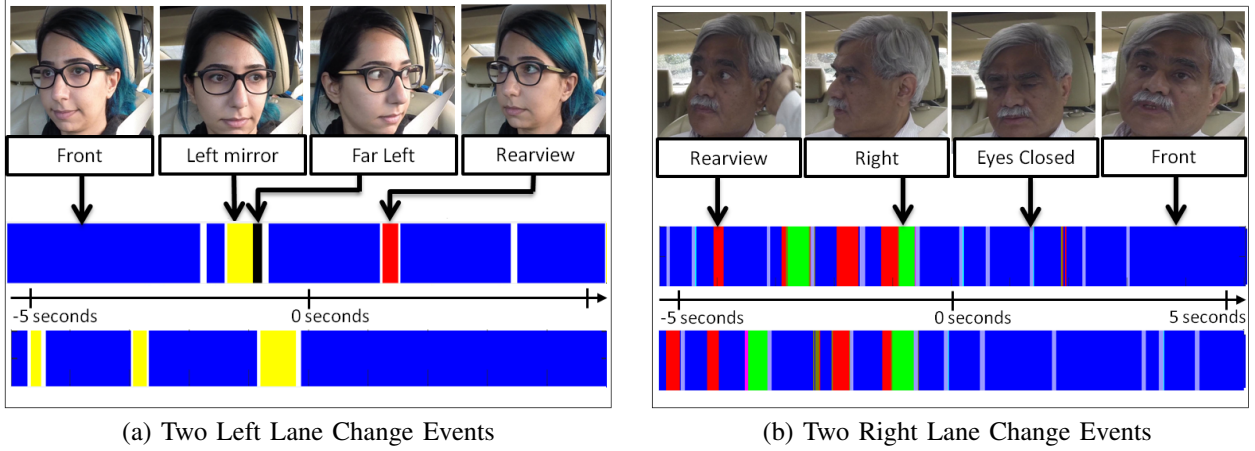 Front
Left mirror
Far Left
Rearview
-5 seconds
0 seconds
(a) Two Left Lane Change Events
Rearview
Right
Eyes Closed
Front
-5 seconds
0 seconds
5 seconds
(b) Two Right Lane Change Events